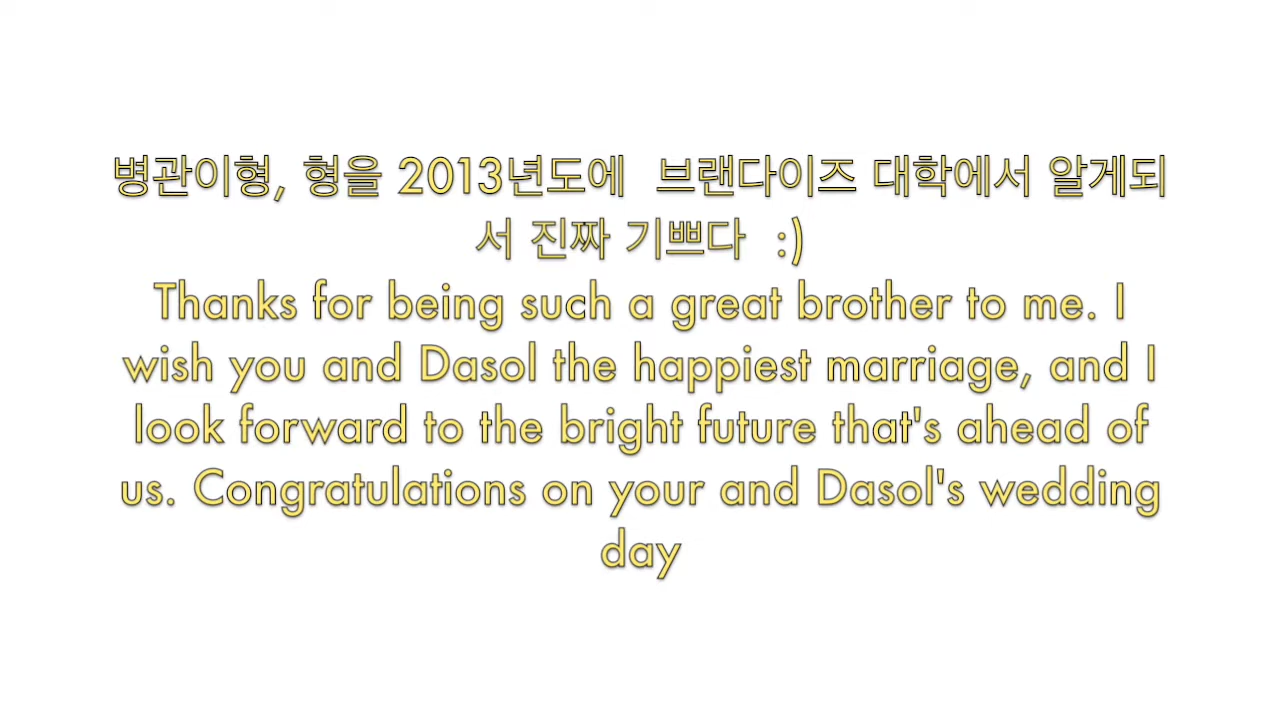 병관이형, 형을 2013년도에 브랜다이즈 대학에서 알게되
서 진짜 기쁘다 :)
Thanks for being such a great brother to me. I
wish you and Dasol the happiest marriage, and I
look forward to the bright future that's ahead of
us. Congratulations on your and Dasol's wedding
day